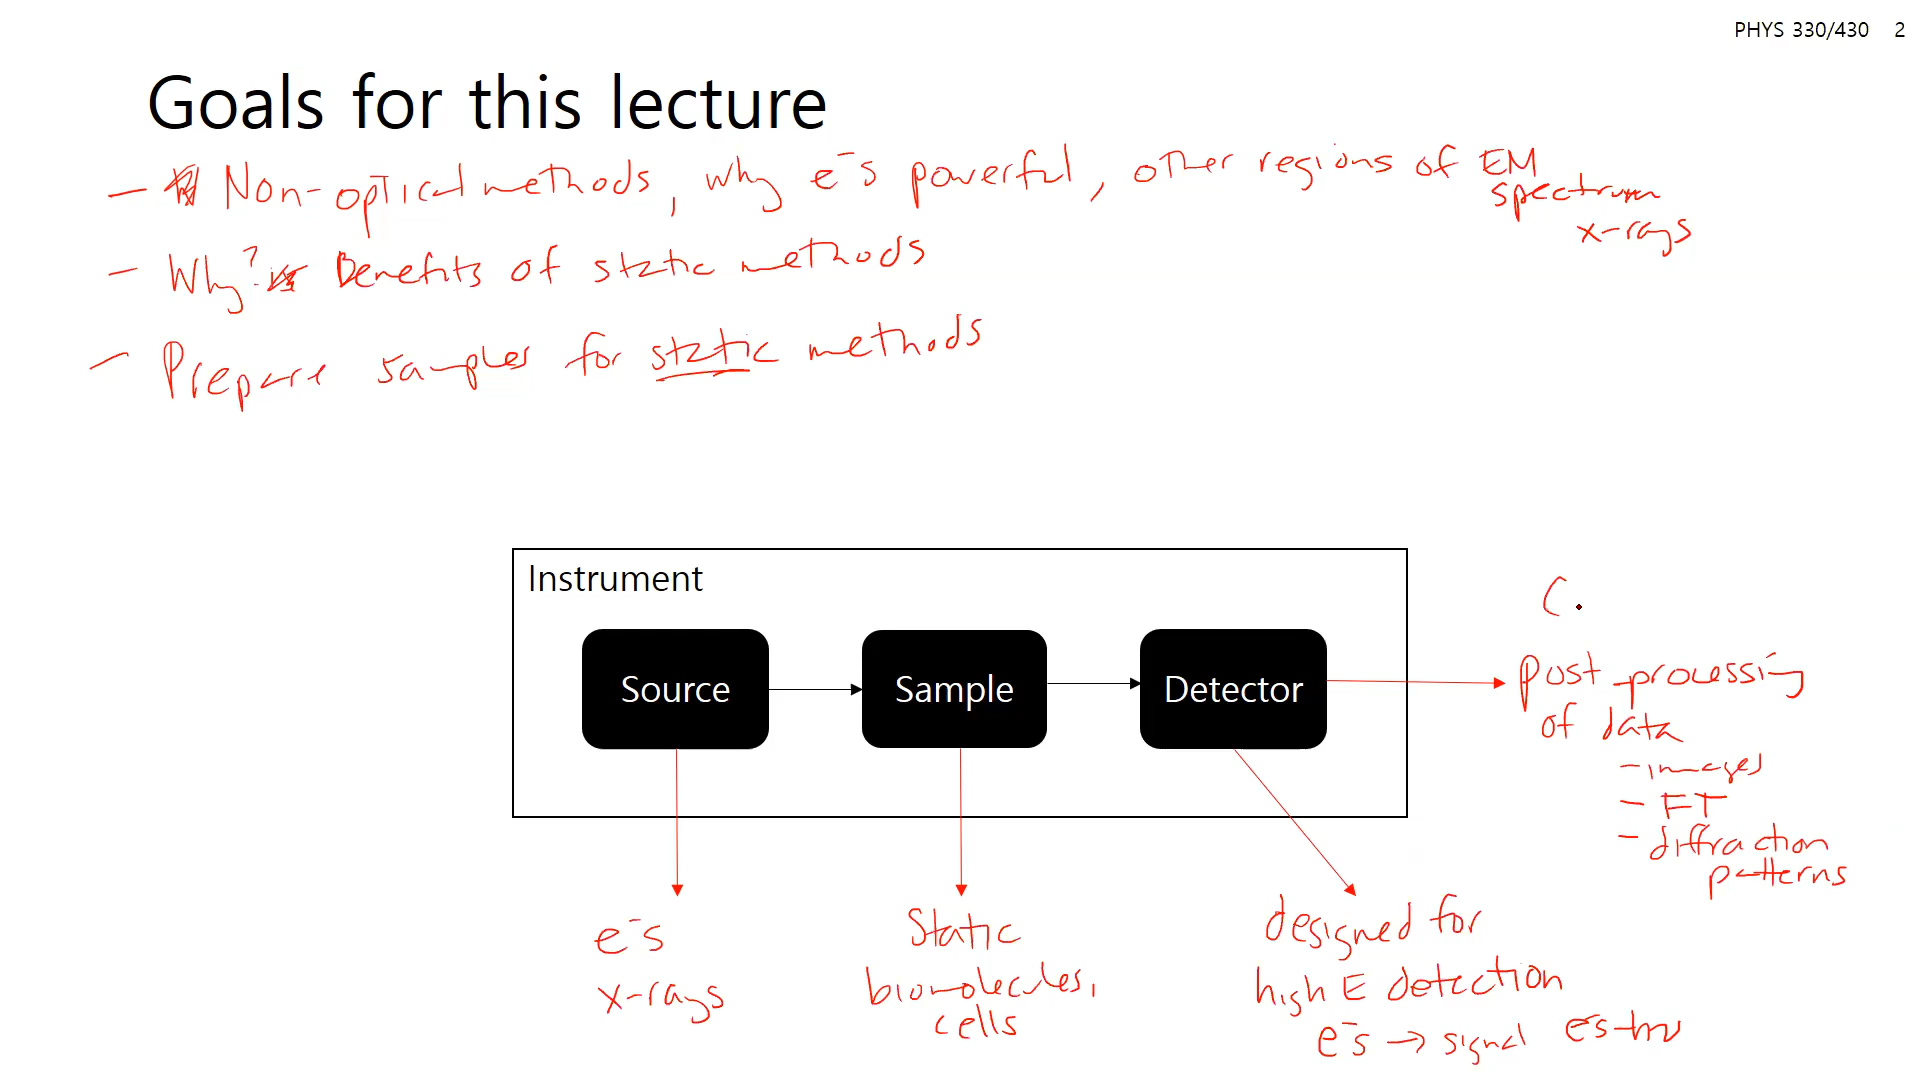 PHYS 330/430 2
Goals for this lecture
- Non-optical methods, why e⁻s powerful, other regions of EM
spectrum
x-rays
- Why? Benefits of static methods
- Prepare samples for static methods
Instrument
Source
Sample
Detector
C.
post-processing
of data
- images
- FT
- diffraction
patterns
e⁻s
x-rays
Static
biomolecules,
cells
designed for
high E detection
e⁻s → signal e⁻s